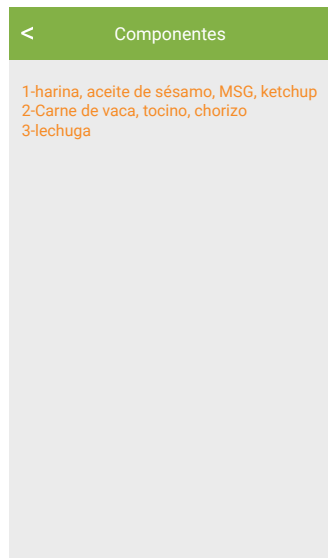 < Componentes
1-harina, aceite de sésamo, MSG, ketchup
2-Carne de vaca, tocino, chorizo
3-lechuga